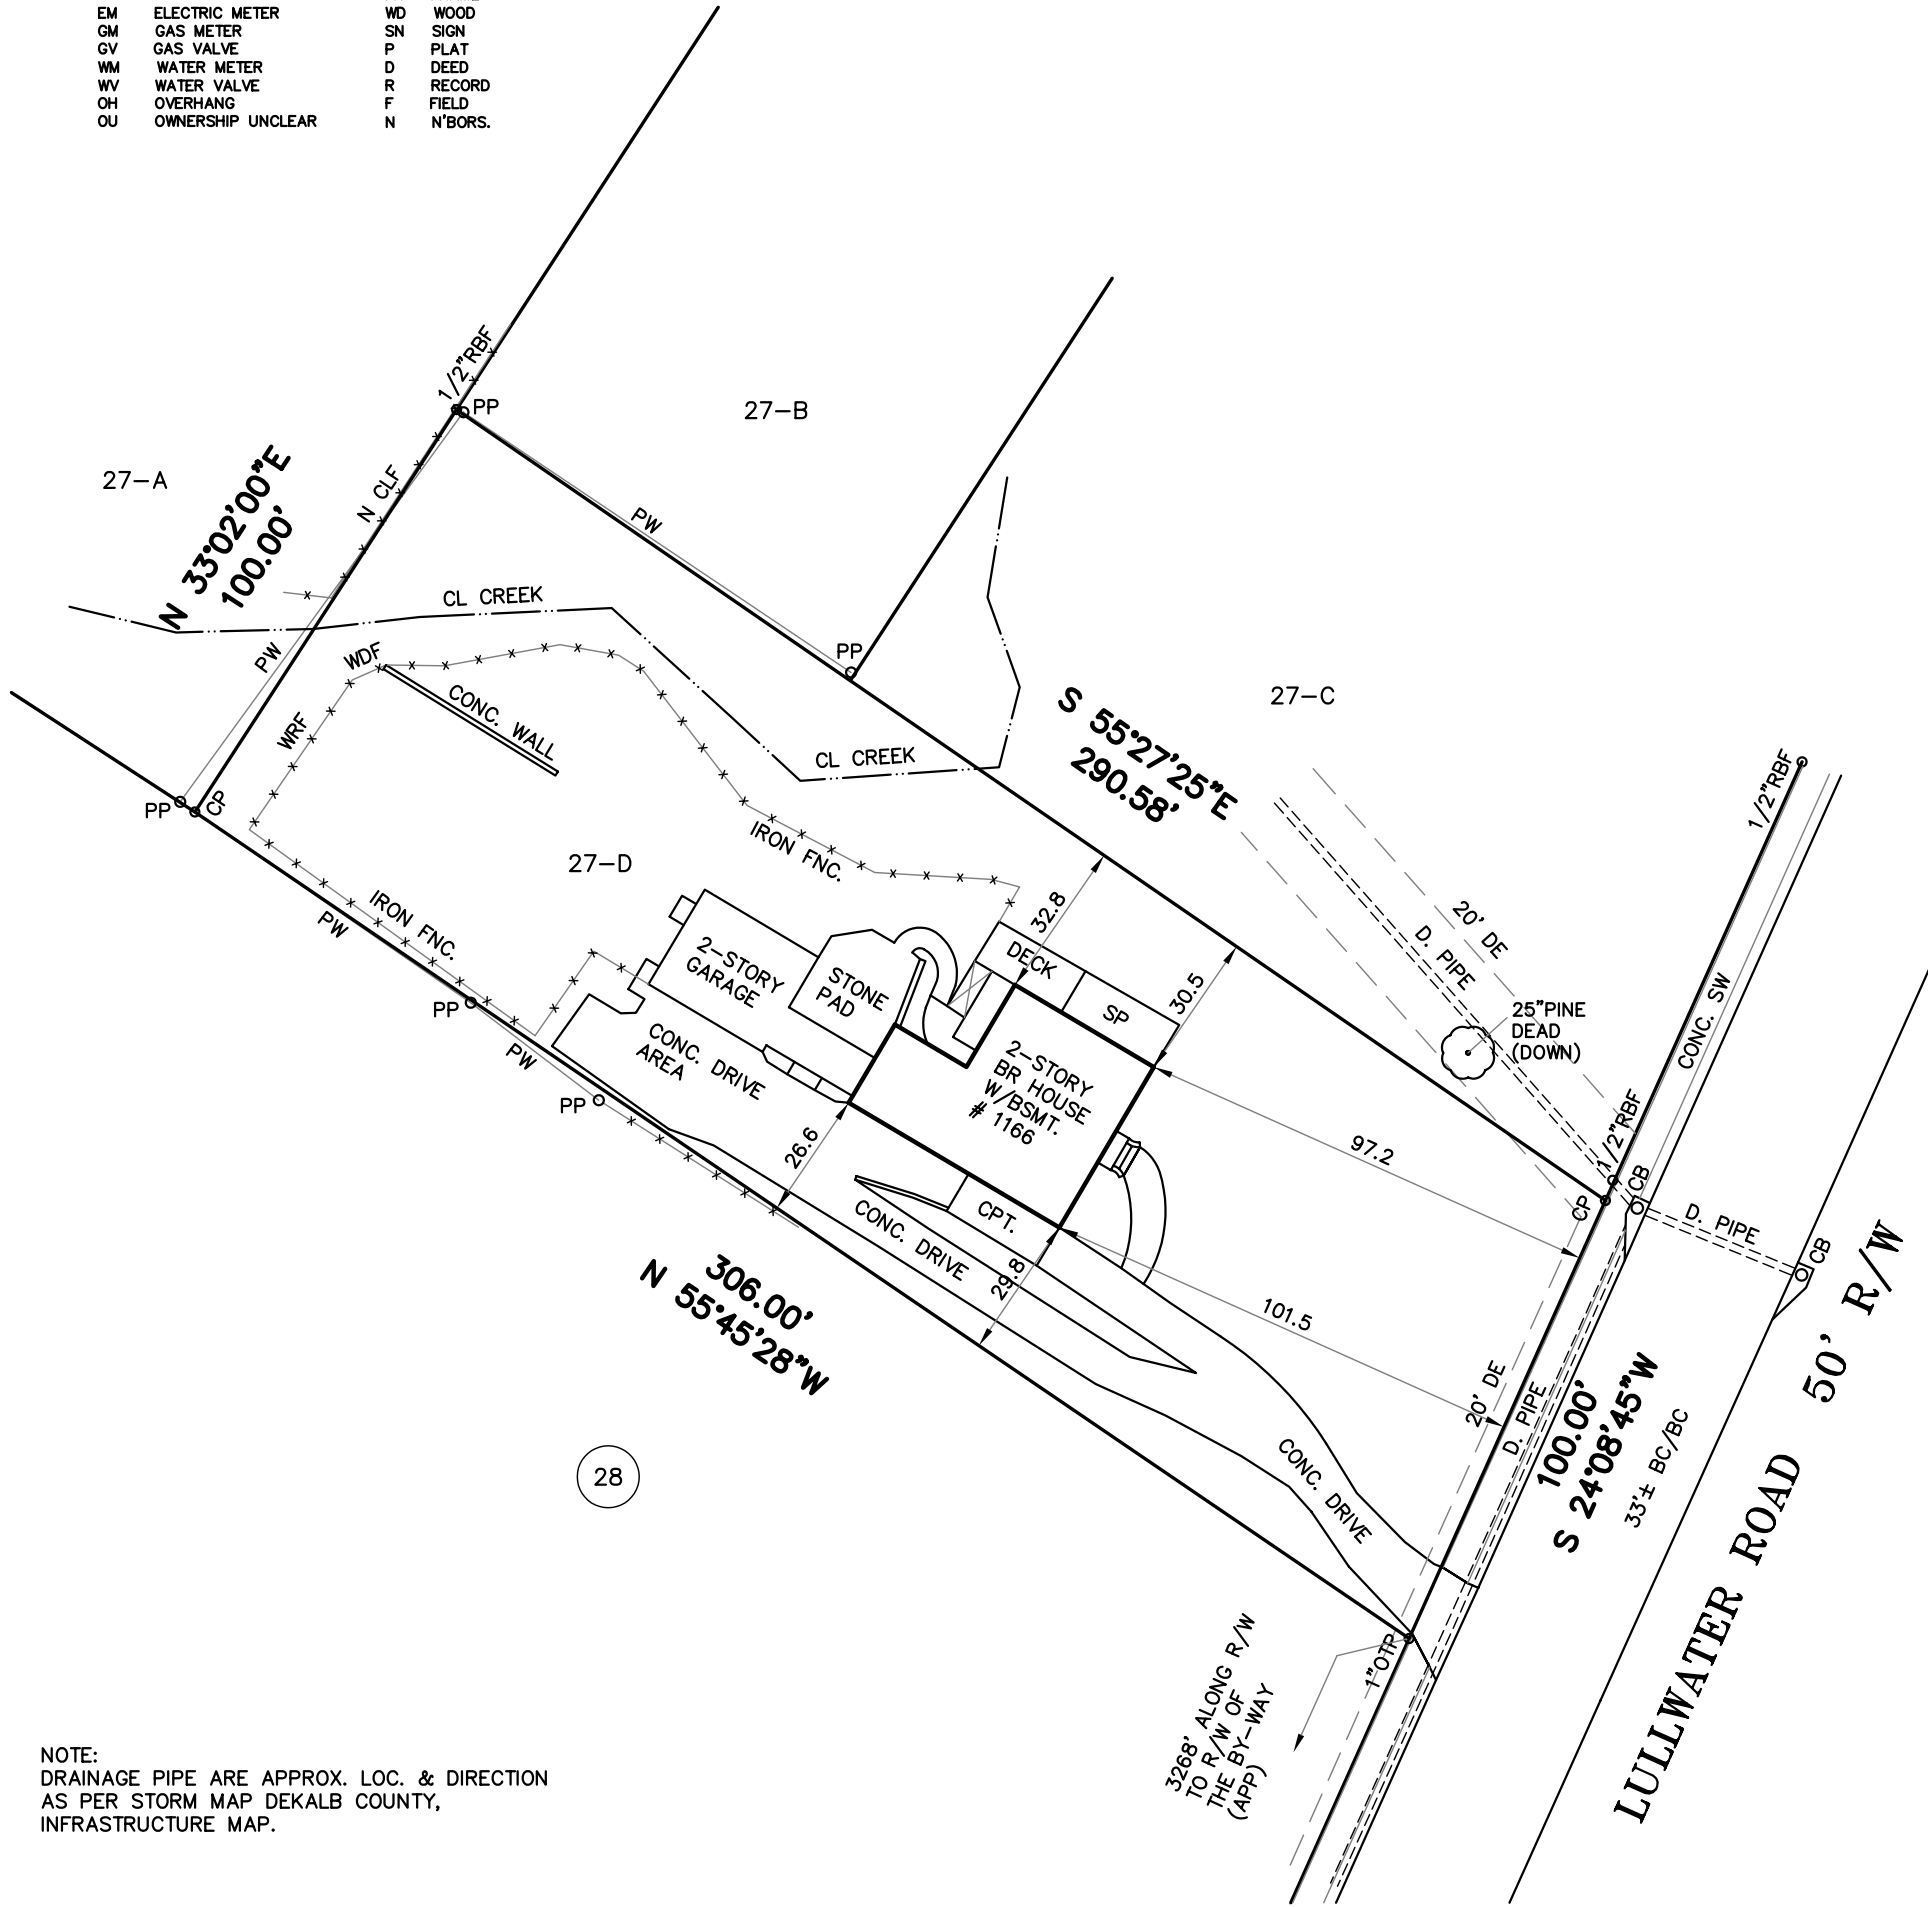 EM ELECTRIC METER WD WOOD
GM GAS METER SN SIGN
GV GAS VALVE P PLAT
WM WATER METER D DEED
WV WATER VALVE R RECORD
OH OVERHANG F FIELD
OU OWNERSHIP UNCLEAR N N'BORS.
1/2"RBF
PP
27-B
27-A
N 33°02'00"E
100.00'
N CLF
PW
CL CREEK
PW
WDF
PP
CONC. WALL
WRF
CL CREEK
27-C
S 55°27'25"E
290.58'
1/2"RBF
PP
CP
IRON FNC.
27-D
IRON FNC.
PW
32.8
20' DE
D. PIPE
DECK
2-STORY
GARAGE
STONE
PAD
30.5
SP
CONC. SW
25"PINE
DEAD
(DOWN)
PP
PW
CONC. DRIVE
AREA
2-STORY
BR HOUSE
W/BSMT.
# 1166
PP
26.6
97.2
1/2"RBF
CB
CP
D. PIPE
CB
CPT.
CONC. DRIVE
29.8
101.5
306.00'
N 55°45'28"W
20' DE
D. PIPE
100.00'
S 24°08'45"W
33'± BC/BC
28
CONC. DRIVE
LULLWATER ROAD 50' R/W
1"OTP
3268' ALONG R/W
TO R/W OF
THE BY-WAY
(APP)
NOTE:
DRAINAGE PIPE ARE APPROX. LOC. & DIRECTION
AS PER STORM MAP DEKALB COUNTY,
INFRASTRUCTURE MAP.